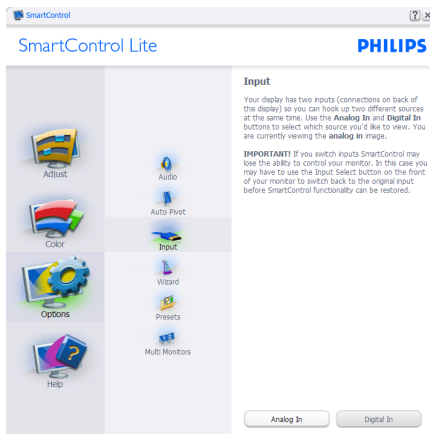 SmartControl
SmartControl Lite
PHILIPS
Adjust
Color
Options
Help
Audio
Auto Pivot
Input
Wizard
Presets
Multi Monitors
Input
Your display has two inputs (connections on back of
this display) so you can hook up two different sources
at the same time. Use the Analog In and Digital In
buttons to select which source you'd like to view. You
are currently viewing the analog in image.
IMPORTANT! If you switch inputs SmartControl may
lose the ability to control your monitor. In this case you
may have to use the Input Select button on the front
of your monitor to switch back to the original input
before SmartControl functionality can be restored.
Analog In
Digital In